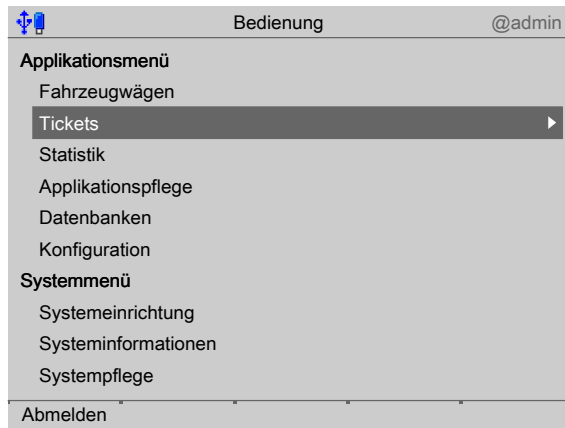 Bedienung @admin
Applikationsmenü
Fahrzeugwägen
Tickets
Statistik
Applikationspflege
Datenbanken
Konfiguration
Systemmenü
Systemeinrichtung
Systeminformationen
Systempflege
Abmelden